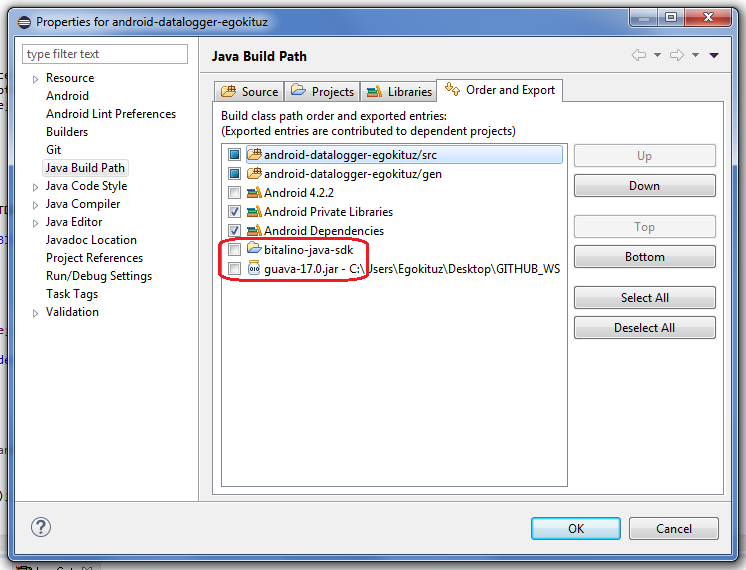 Properties for android-datalogger-egokituz
type filter text
Resource
Android
Android Lint Preferences
Builders
Git
Java Build Path
Java Code Style
Java Compiler
Java Editor
Javadoc Location
Project References
Run/Debug Settings
Task Tags
Validation
Java Build Path
Source
Projects
Libraries
Order and Export
Build class path order and exported entries:
(Exported entries are contributed to dependent projects)
android-datalogger-egokituz/src
android-datalogger-egokituz/gen
Android 4.2.2
Android Private Libraries
Android Dependencies
bitalino-java-sdk
guava-17.0.jar - C:\Users\Egokituz\Desktop\GITHUB_WS
Up
Down
Top
Bottom
Select All
Deselect All
?
OK
Cancel